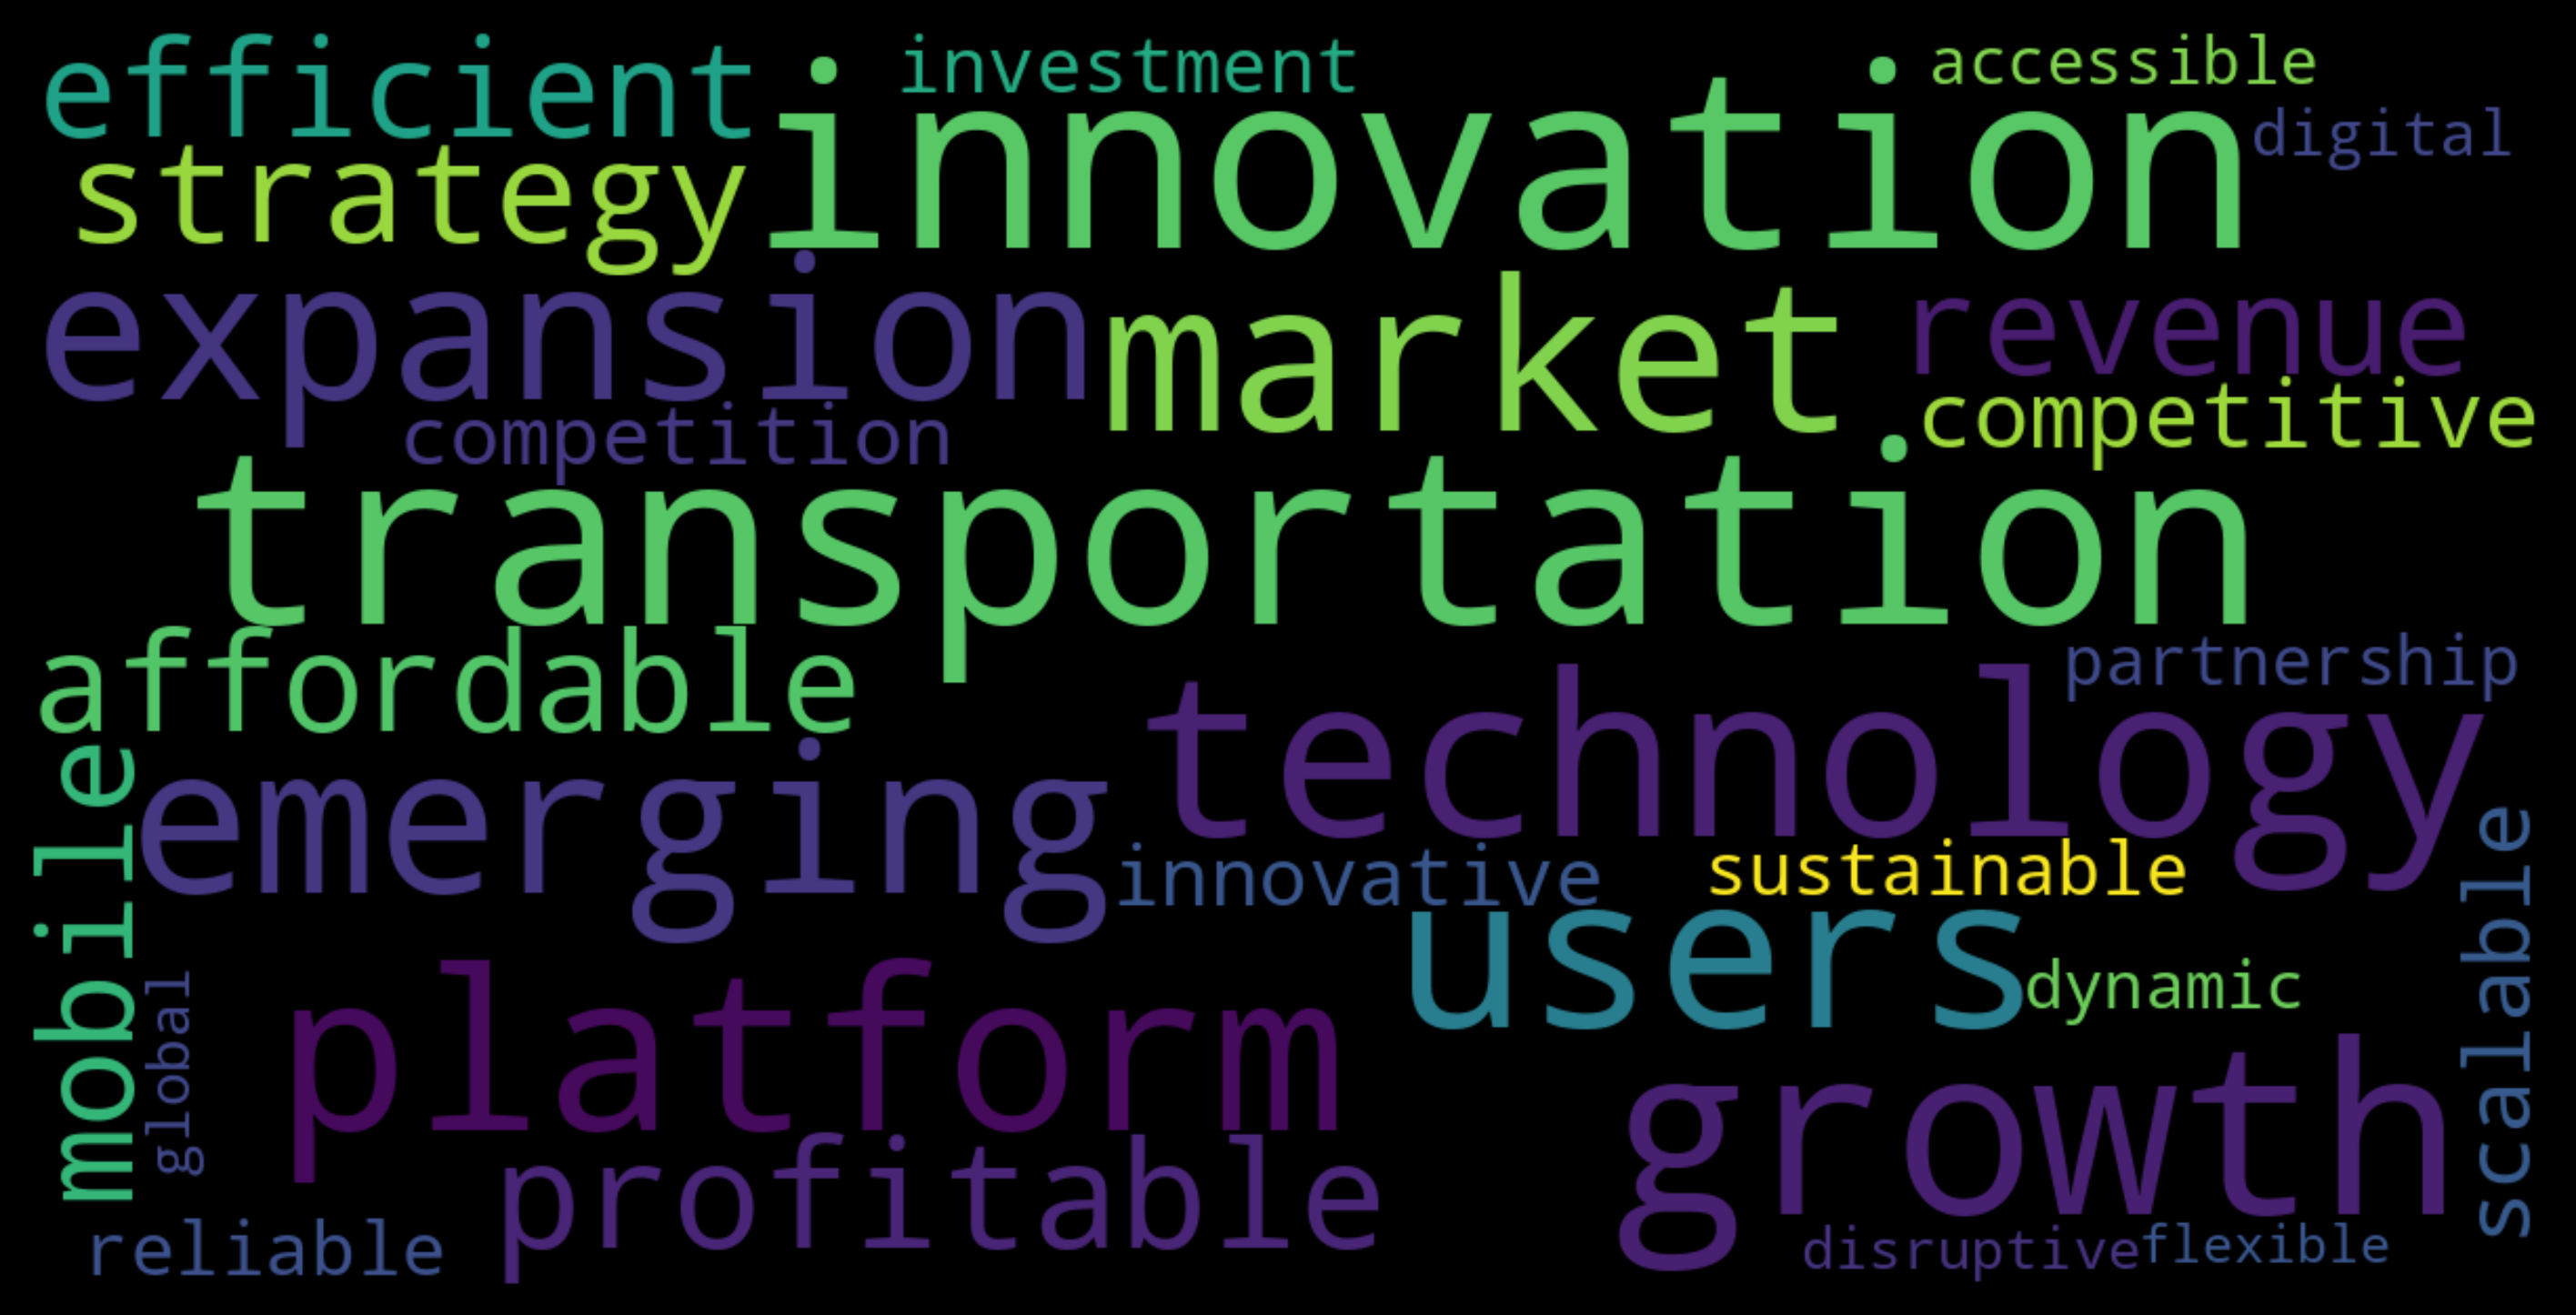 efficient
investment
accessible
innovation
digital
strategy
expansion
market
revenue
competitive
competition
transportation
affordable
partnership
technology
mobile
emerging
innovative
sustainable
scalable
users
dynamic
global
platform
growth
profitable
reliable
disruptive
flexible